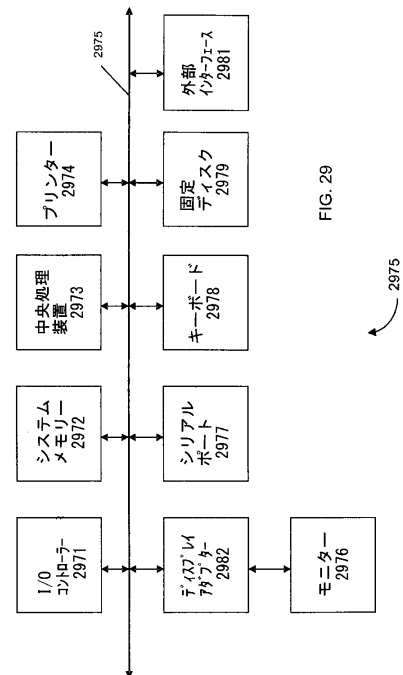 I/O
コントローラー
2971
システム
メモリー
2972
中央処理
装置
2973
プリンター
2974
2975
ディスプレイ
アダプター
2982
シリアル
ポート
2977
キーボード
2978
固定
ディスク
2979
外部
インターフェース
2981
モニター
2976
2975
FIG. 29